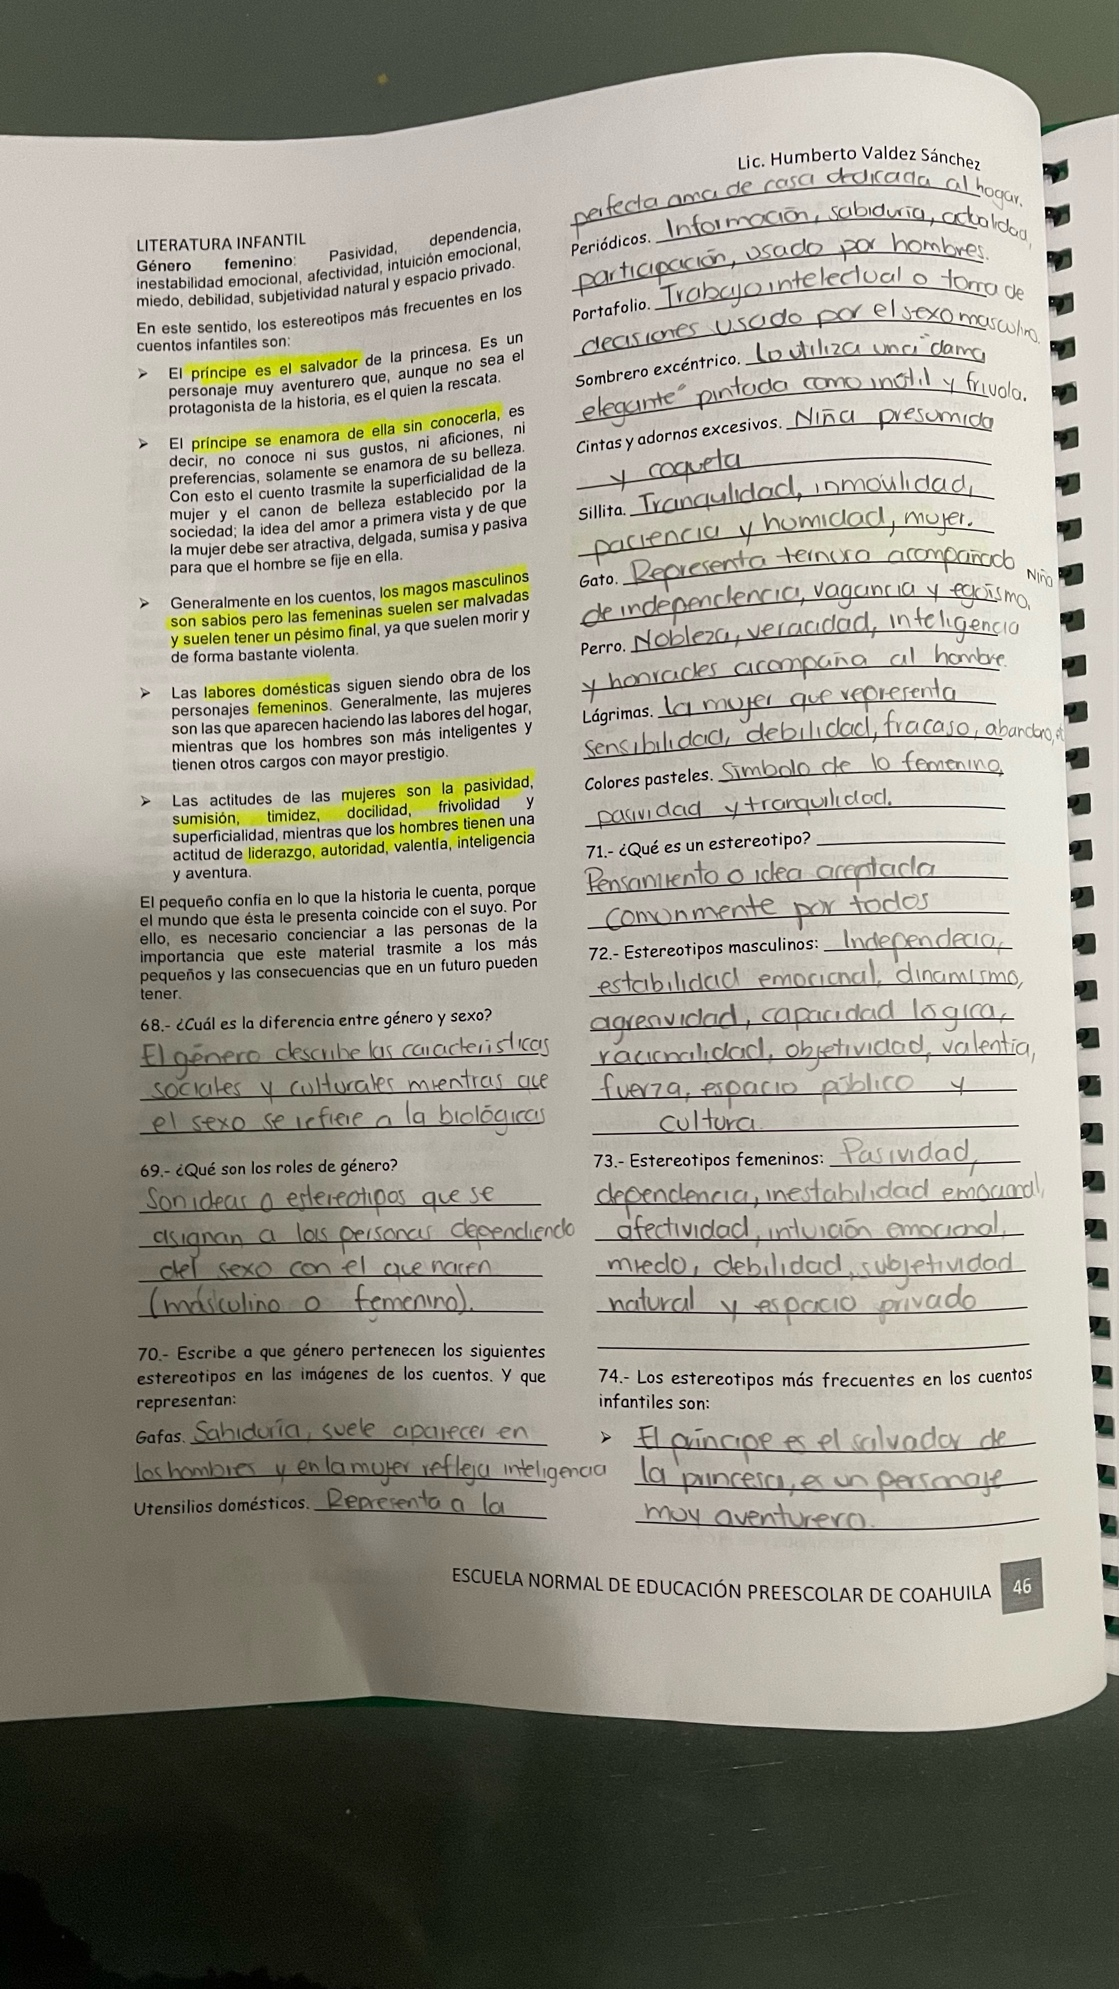 Lic. Humberto Valdez Sánchez
LITERATURA INFANTIL
Género femenino: Pasividad, dependencia,
inestabilidad emocional, afectividad, intuición emocional,
miedo, debilidad, subjetividad natural y espacio privado.
En este sentido, los estereotipos más frecuentes en los
cuentos infantiles son:
➢ El príncipe es el salvador de la princesa. Es un
personaje muy aventurero que, aunque no sea el
protagonista de la historia, es el quien la rescata.
➢ El príncipe se enamora de ella sin conocerla, es
decir, no conoce ni sus gustos, ni aficiones, ni
preferencias, solamente se enamora de su belleza.
Con esto el cuento trasmite la superficialidad de la
mujer y el canon de belleza establecido por la
sociedad; la idea del amor a primera vista y de que
la mujer debe ser atractiva, delgada, sumisa y pasiva
para que el hombre se fije en ella.
➢ Generalmente en los cuentos, los magos masculinos
son sabios pero las femeninas suelen ser malvadas
y suelen tener un pésimo final, ya que suelen morir y
de forma bastante violenta.
➢ Las labores domésticas siguen siendo obra de los
personajes femeninos. Generalmente, las mujeres
son las que aparecen haciendo las labores del hogar,
mientras que los hombres son más inteligentes y
tienen otros cargos con mayor prestigio.
➢ Las actitudes de las mujeres son la pasividad,
sumisión, timidez, docilidad, frivolidad y
superficialidad, mientras que los hombres tienen una
actitud de liderazgo, autoridad, valentía, inteligencia
y aventura.
El pequeño confía en lo que la historia le cuenta, porque
el mundo que ésta le presenta coincide con el suyo. Por
ello, es necesario concienciar a las personas de la
importancia que este material trasmite a los más
pequeños y las consecuencias que en un futuro pueden
tener.
68.- ¿Cuál es la diferencia entre género y sexo?
El género describe las características
sociales y culturales mientras que
el sexo se refiere a la biológicas
69.- ¿Qué son los roles de género?
Son ideas o estereotipos que se
asignan a las personas dependiendo
del sexo con el que nacen
(másculino o femenino).
70.- Escribe a que género pertenecen los siguientes
estereotipos en las imágenes de los cuentos. Y que
representan:
Gafas. Sabiduría, suele aparecer en
los hombres y en la mujer refleja inteligencia
Utensilios domésticos. Representa a la
perfecta ama de casa dedicada al hogar.
Periódicos. Información, sabiduría, actualidad,
participación, usado por hombres.
Portafolio. Trabajo intelectual o toma de
decisiones usado por el sexo masculino.
Sombrero excéntrico. Lo utiliza una "dama
elegante" pintada como inútil y frívola.
Cintas y adornos excesivos. Niña presumida
y coqueta
Sillita. Tranquilidad, inmovilidad,
paciencia y homidad, mujer.
Gato. Representa ternura acompañado Niña
de independencia, vagancia y egoísmo,
Perro. Nobleza, veracidad, inteligencia
y honrades acompaña al hombre.
Lágrimas. La mujer que representa
sensibilidad, debilidad, fracaso, abandono,
Colores pasteles. Símbolo de lo femenino,
pasividad y tranquilidad.
71.- ¿Qué es un estereotipo?
Pensamiento o idea aceptada
comonmente por todos
72.- Estereotipos masculinos: Independecia,
estabilidad emocional, dinamismo,
agresividad, capacidad lógica,
racionalidad, objetividad, valentia,
fuerza, espacio público y
cultura.
73.- Estereotipos femeninos: Pasividad,
dependencia, inestabilidad emocional,
afectividad, intuición emocional,
miedo, debilidad, subjetividad
natural y espacio privado
74.- Los estereotipos más frecuentes en los cuentos
infantiles son:
➢ El príncipe es el salvador de
la princesa, es un personaje
muy aventurero.
ESCUELA NORMAL DE EDUCACIÓN PREESCOLAR DE COAHUILA 46